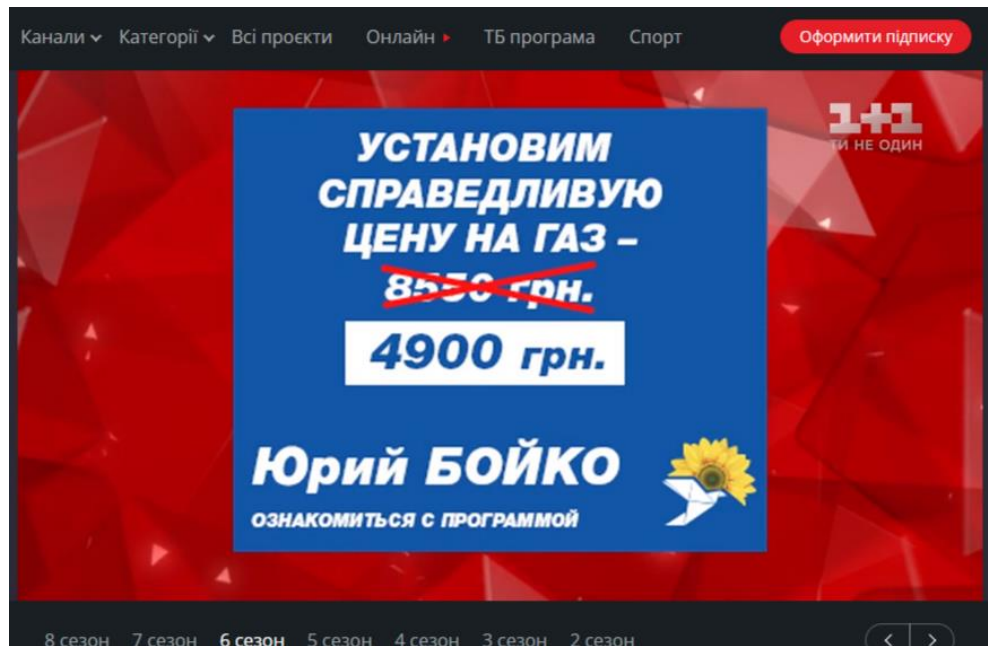 Канали Категорії Всі проєкти Онлайн ТБ програма Спорт Оформити підписку
1+1
ТИ НЕ ОДИН
УСТАНОВИМ
СПРАВЕДЛИВУЮ
ЦЕНУ НА ГАЗ –
8550 грн.
4900 грн.
Юрий БОЙКО
ОЗНАКОМИТЬСЯ С ПРОГРАММОЙ
8 сезон 7 сезон 6 сезон 5 сезон 4 сезон 3 сезон 2 сезон